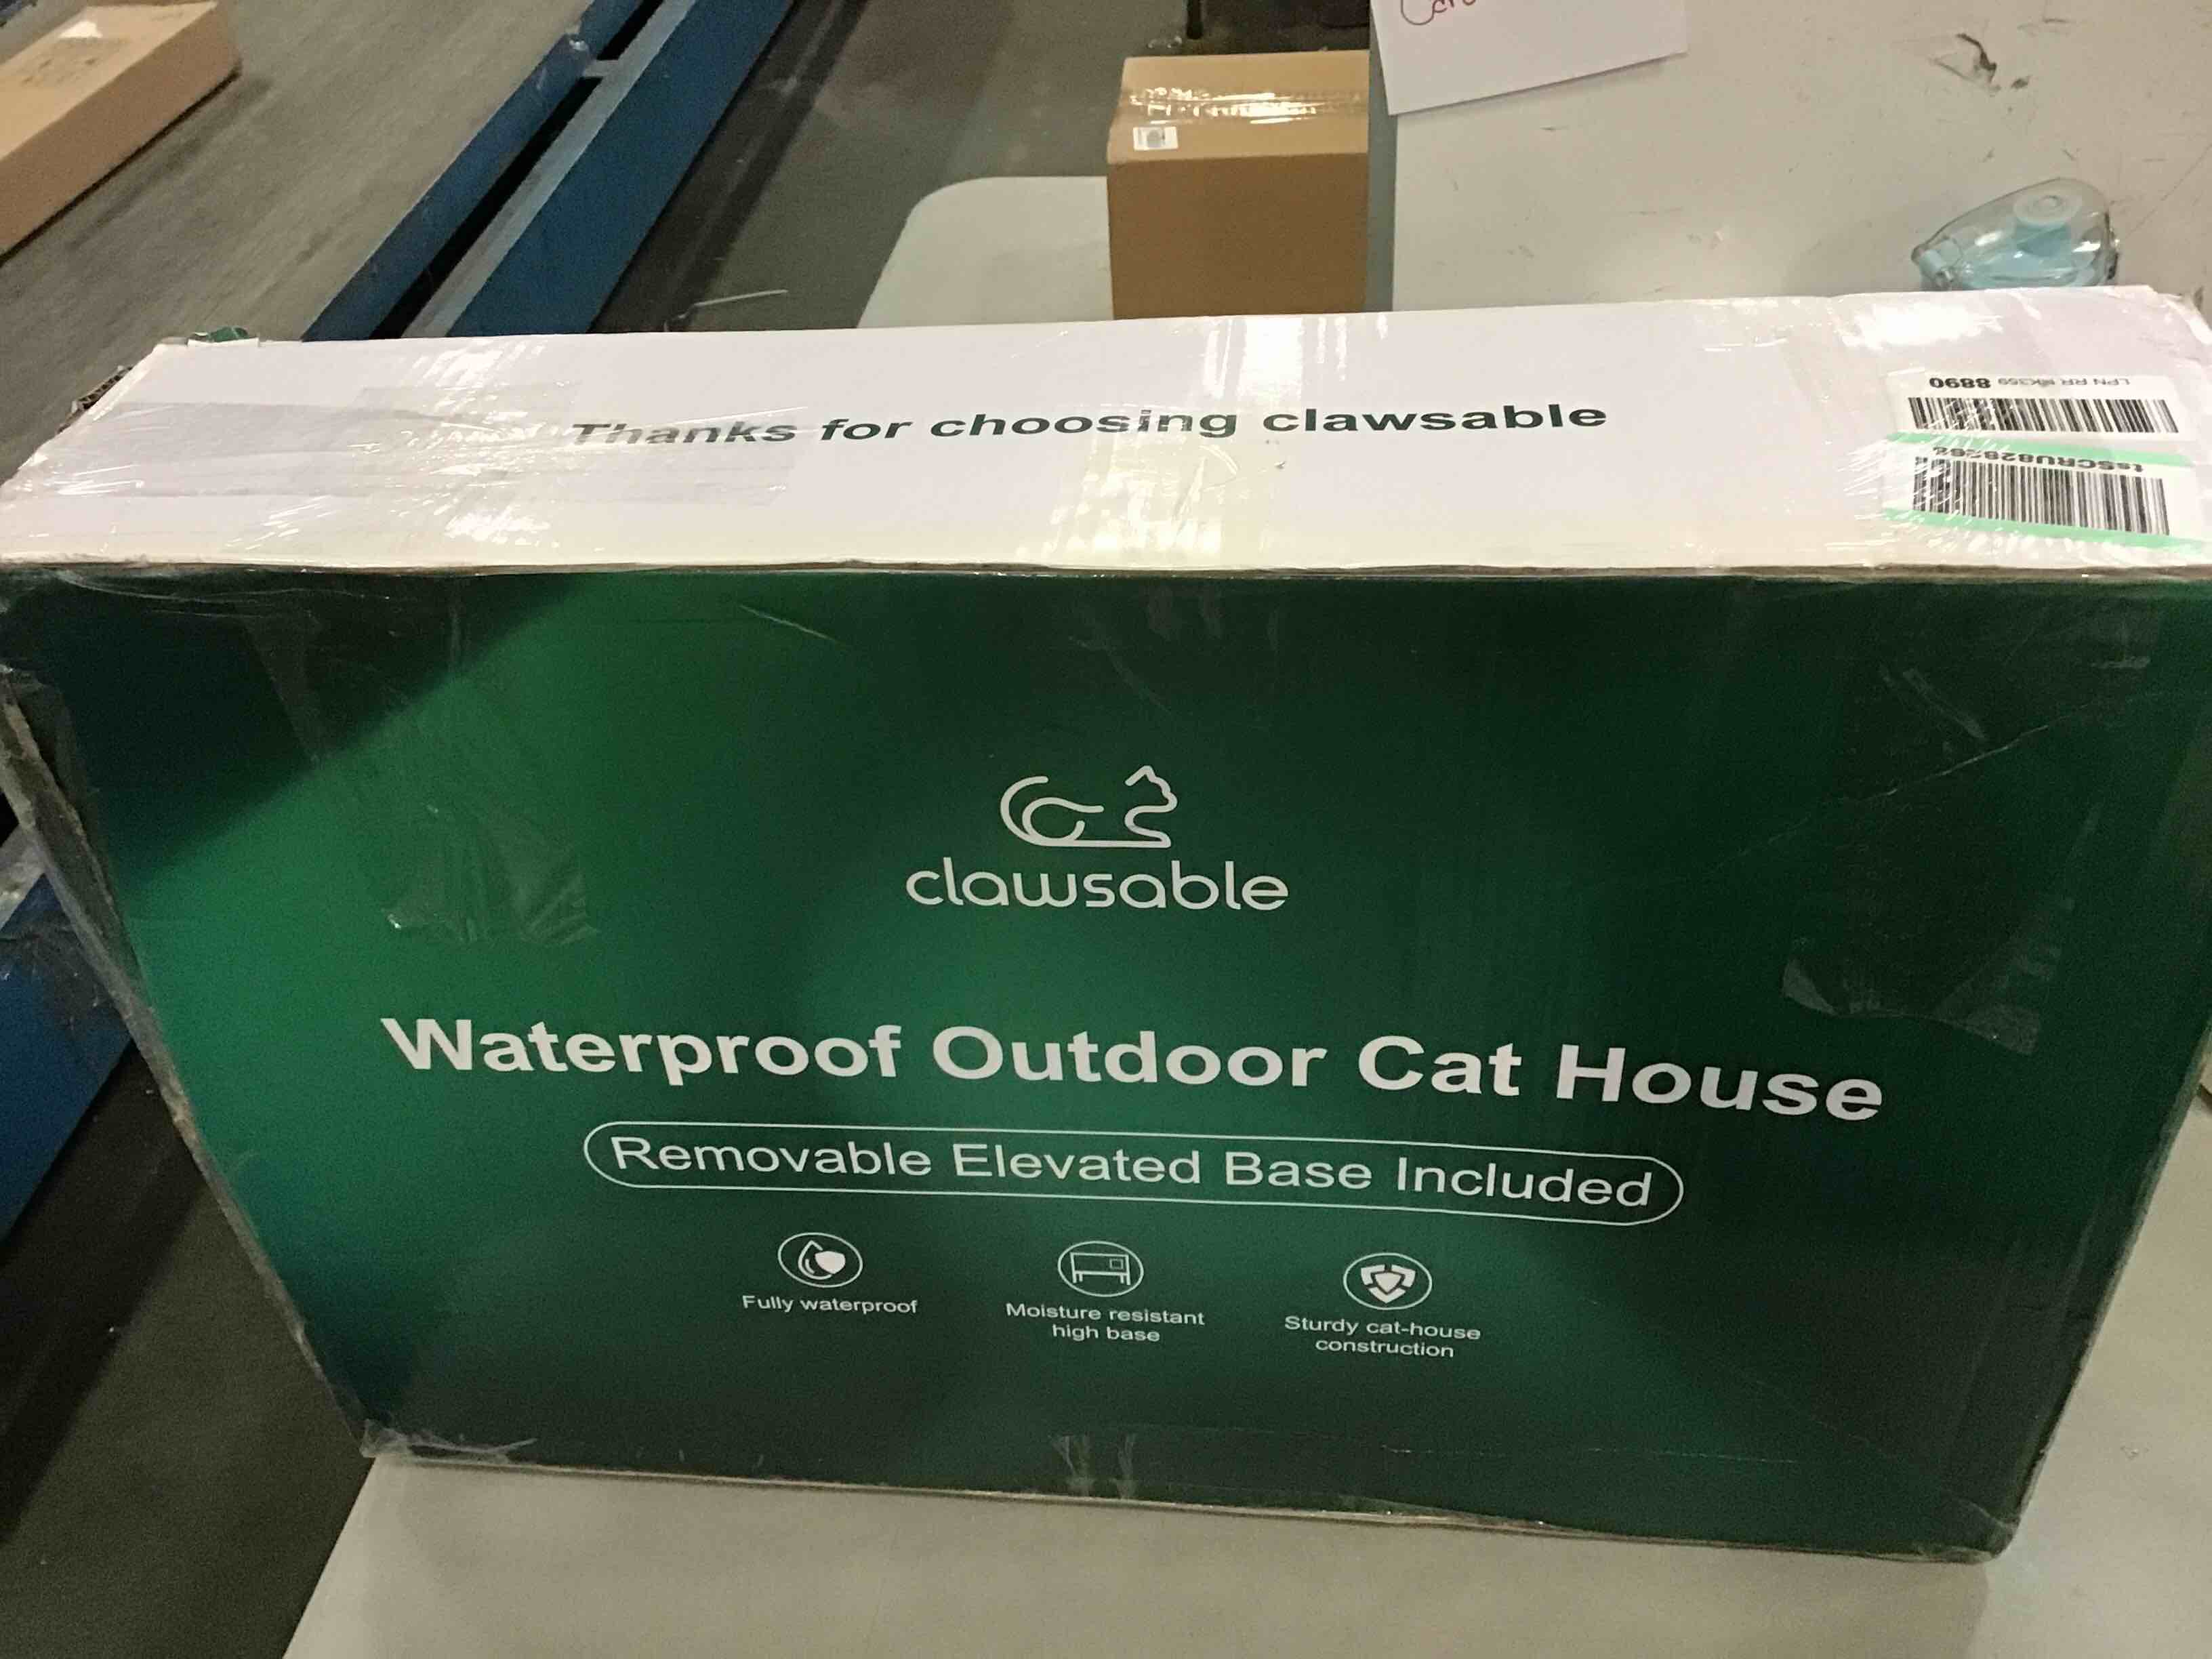 Thanks for choosing clawsable
8890
clawsable
Waterproof Outdoor Cat House
Removable Elevated Base Included
Fully waterproof
Moisture resistant
high base
Sturdy cat-house
construction